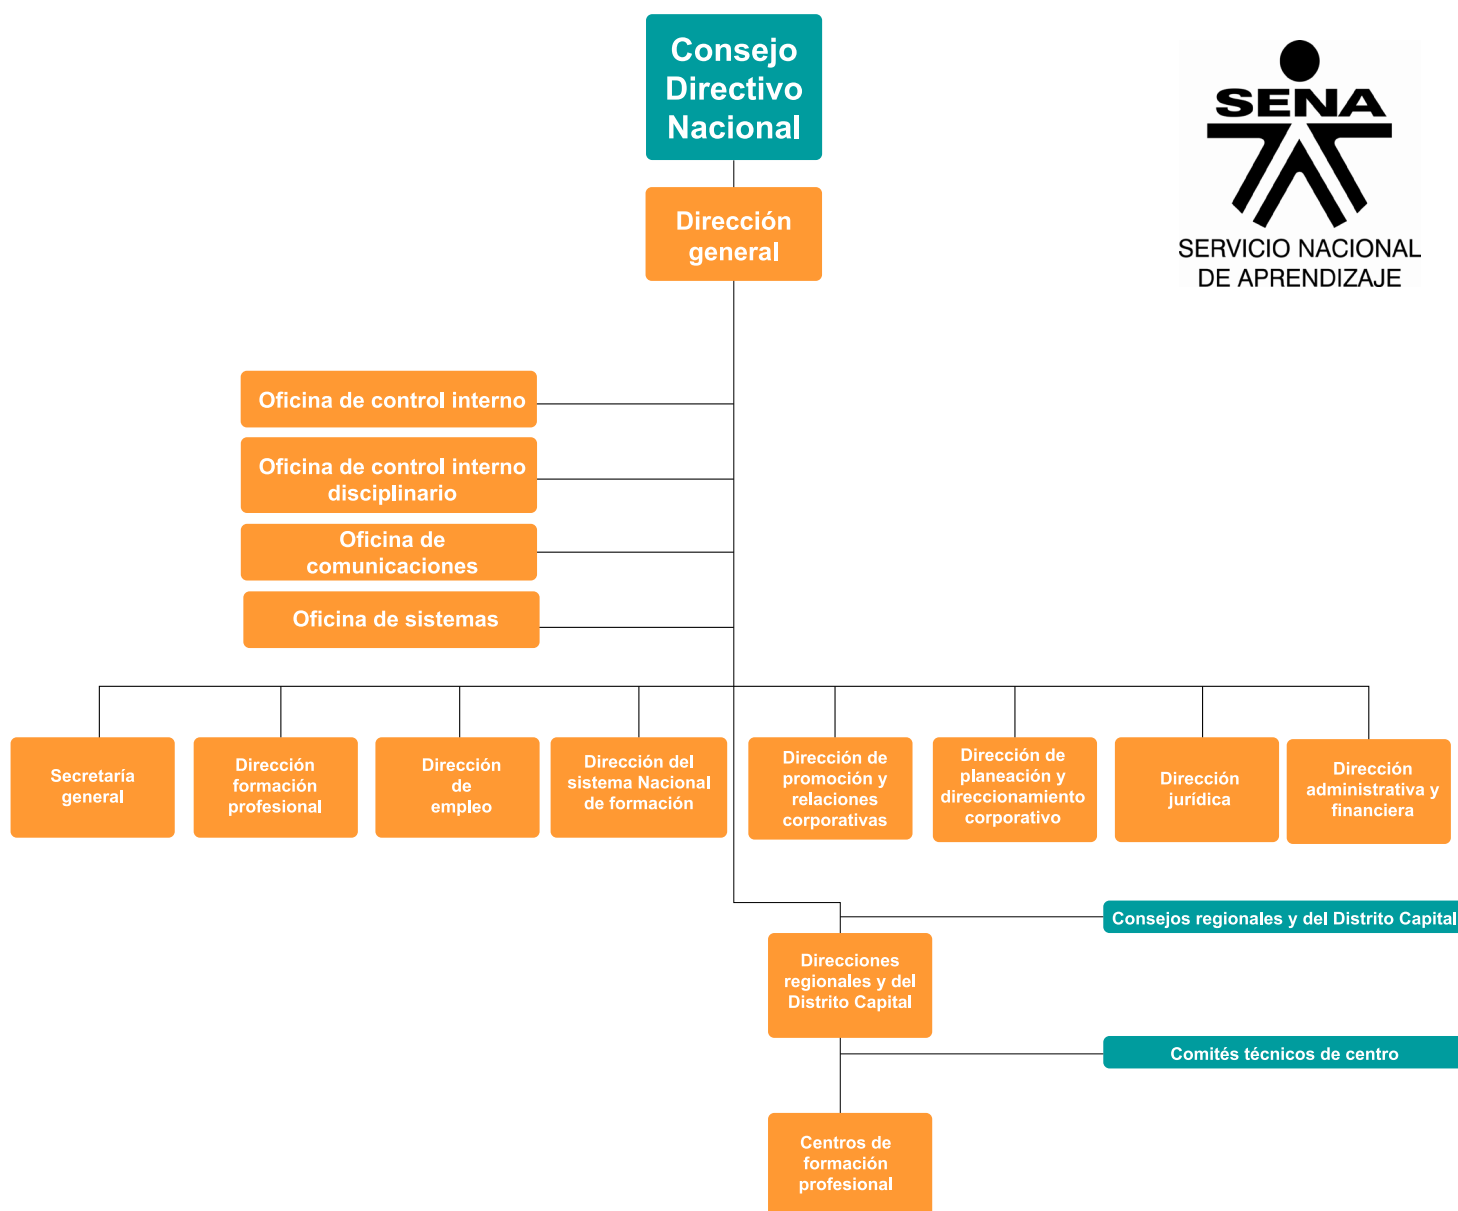 Consejo
Directivo
Nacional
SENA
SERVICIO NACIONAL
DE APRENDIZAJE
Dirección
general
Oficina de control interno
Oficina de control interno
disciplinario
Oficina de
comunicaciones
Oficina de sistemas
Secretaría
general
Dirección
formación
profesional
Dirección
de
empleo
Dirección del
sistema Nacional
de formación
Dirección de
promoción y
relaciones
corporativas
Dirección de
planeación y
direccionamiento
corporativo
Dirección
jurídica
Dirección
administrativa y
financiera
Consejos regionales y del Distrito Capital
Direcciones
regionales y del
Distrito Capital
Comités técnicos de centro
Centros de
formación
profesional